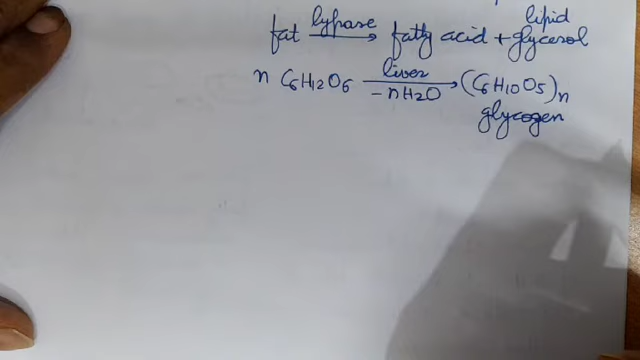 lipid
fat lypase → fatty acid + glycerol
n C6H12O6 liver → (C6H10O5)n
-nH2O
glycogen